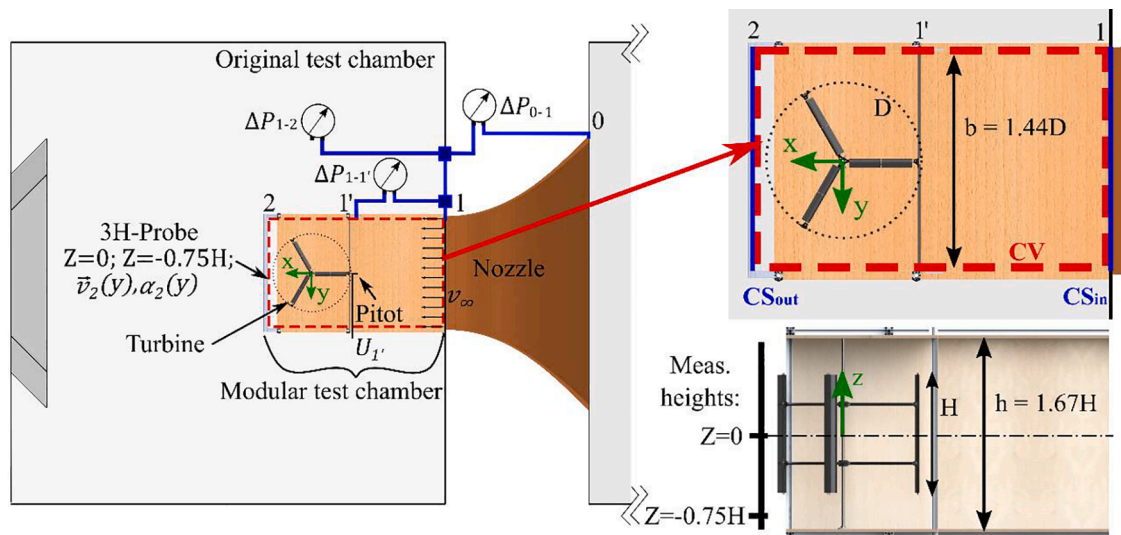 Original test chamber
ΔP1-2
ΔP0-1
0
ΔP1-1'
2
1'
1
3H-Probe
Z=0; Z=-0.75H;
v⃗2(y),α2(y)
x
y
Nozzle
v∞
Pitot
Turbine
U1'
Modular test chamber
2
1'
1
D
b = 1.44D
x
y
CV
CSout
CSin
Meas.
heights:
Z=0
Z=-0.75H
z
H
h = 1.67H